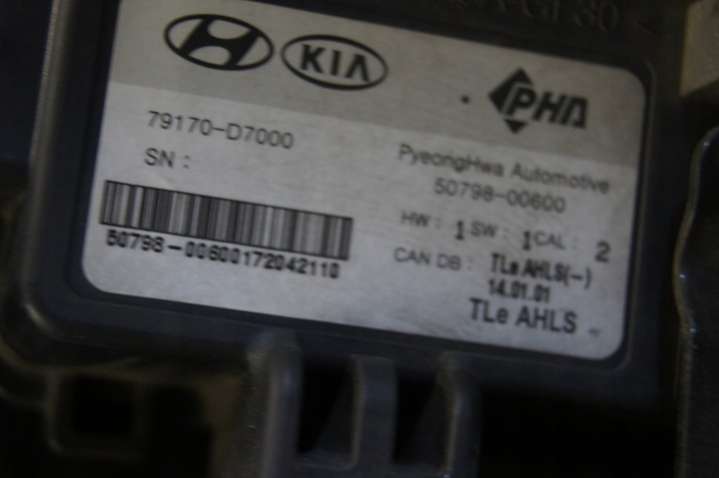 KIA
PHA
79170-D7000
SN :
PyeongHwa Automotive
50798-00600
HW : 1 SW : 1 CAL : 2
CAN DB : TLe AHLS(-)
14.01.01
TLe AHLS
50798-00600172042110